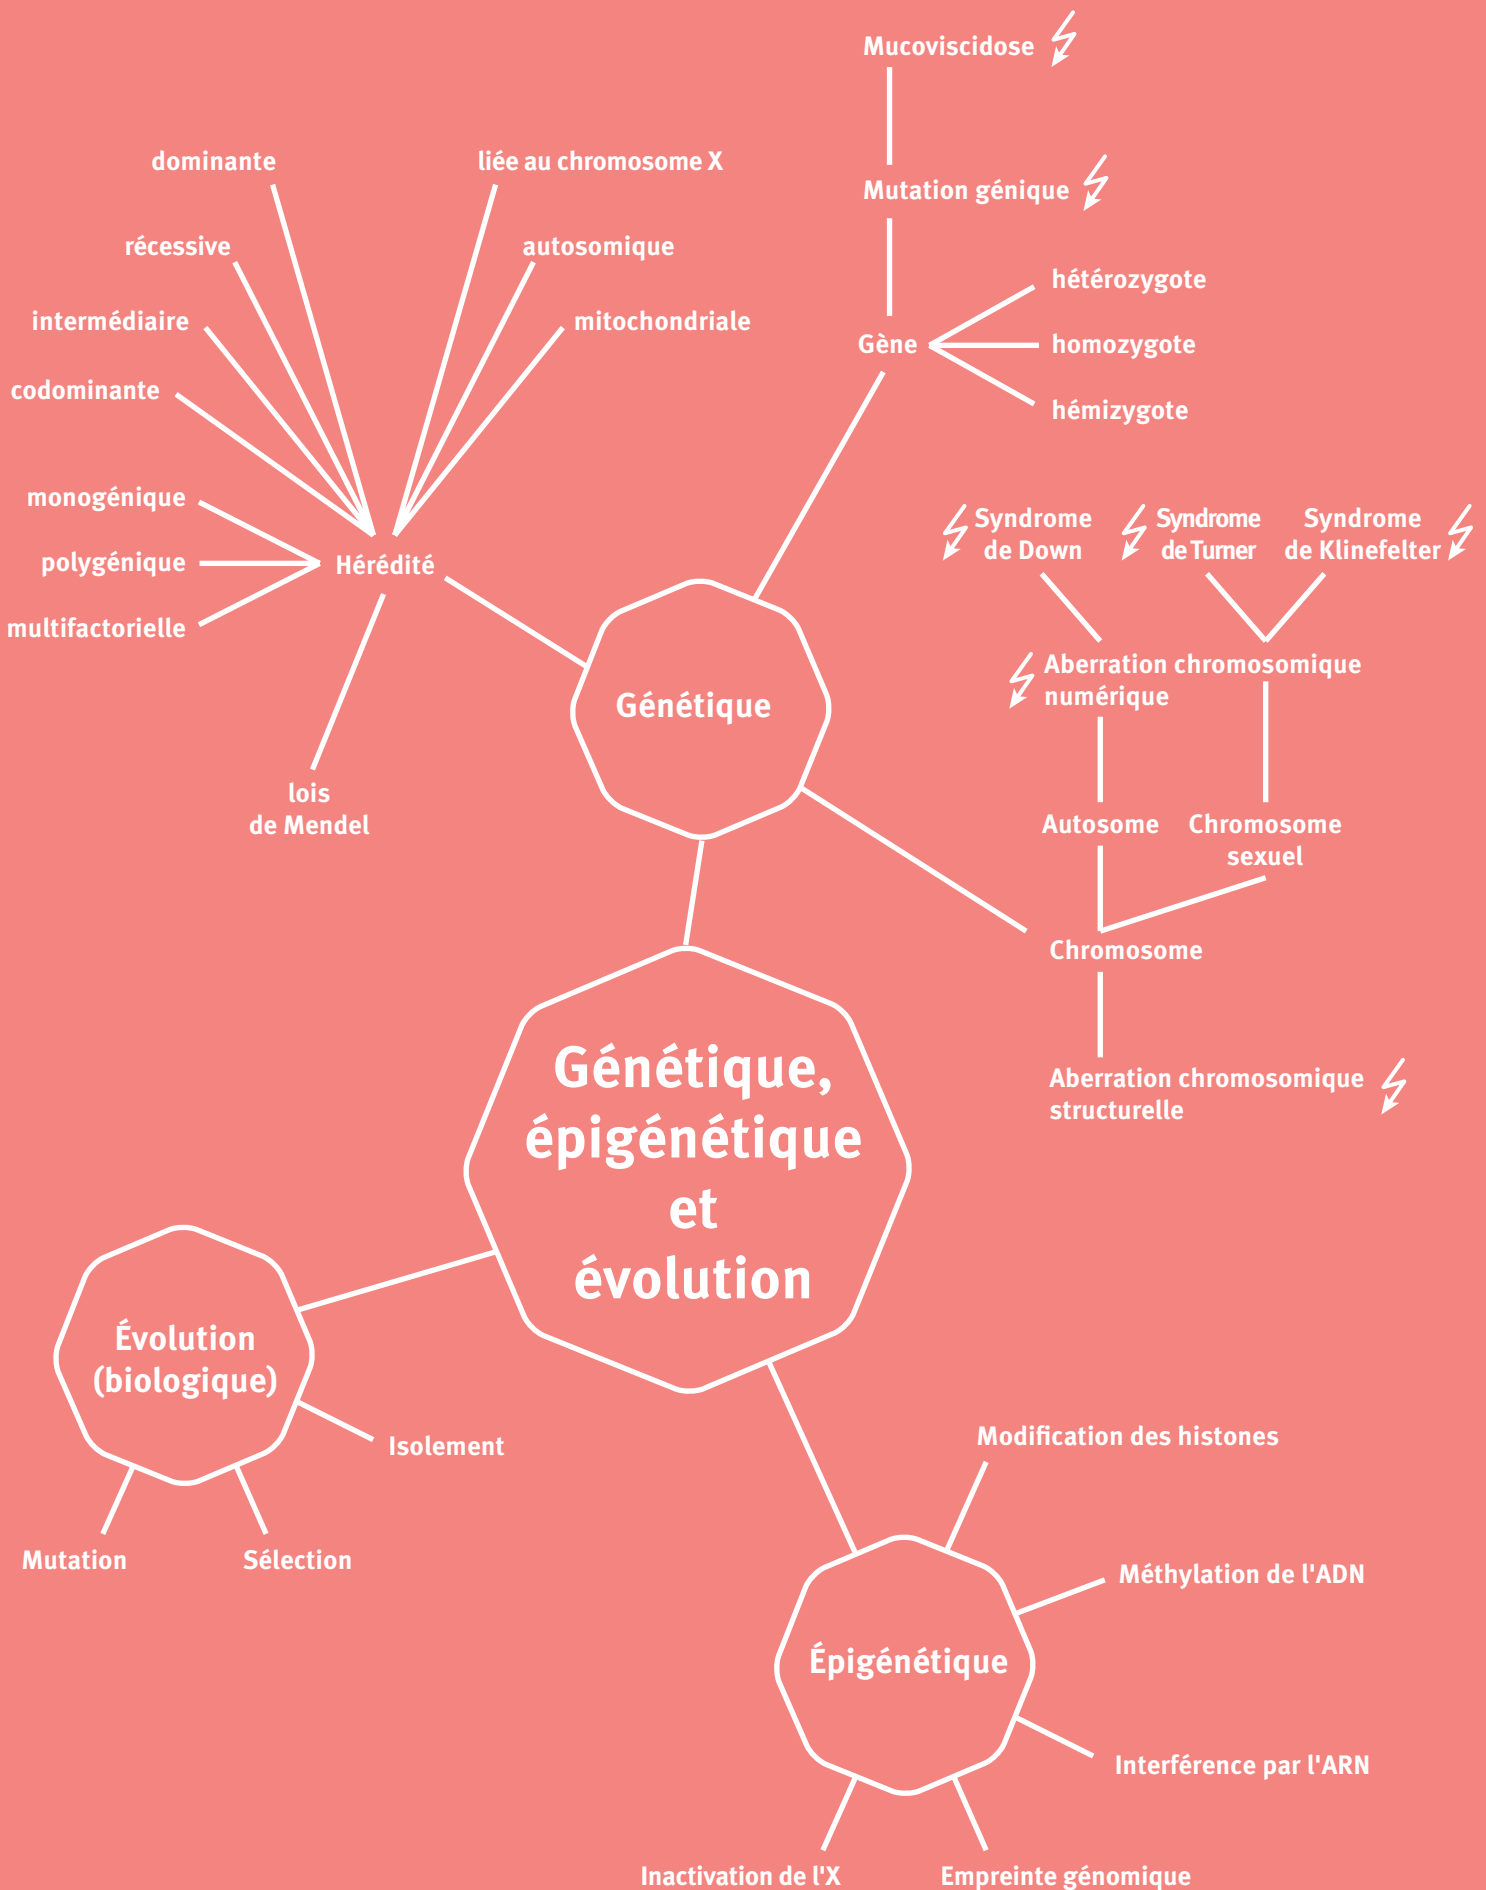 Mucoviscidose
dominante
liée au chromosome X
Mutation génique
récessive
autosomique
hétérozygote
intermédiaire
mitochondriale
Gène
homozygote
codominante
hémizygote
monogénique
Syndrome
de Down
Syndrome
de Turner
Syndrome
de Klinefelter
polygénique
Hérédité
multifactorielle
Aberration chromosomique
numérique
Génétique
lois
de Mendel
Autosome
Chromosome
sexuel
Chromosome
Génétique,
épigénétique
et
évolution
Aberration chromosomique
structurelle
Évolution
(biologique)
Isolement
Modification des histones
Mutation
Sélection
Méthylation de l'ADN
Épigénétique
Interférence par l'ARN
Inactivation de l'X
Empreinte génomique